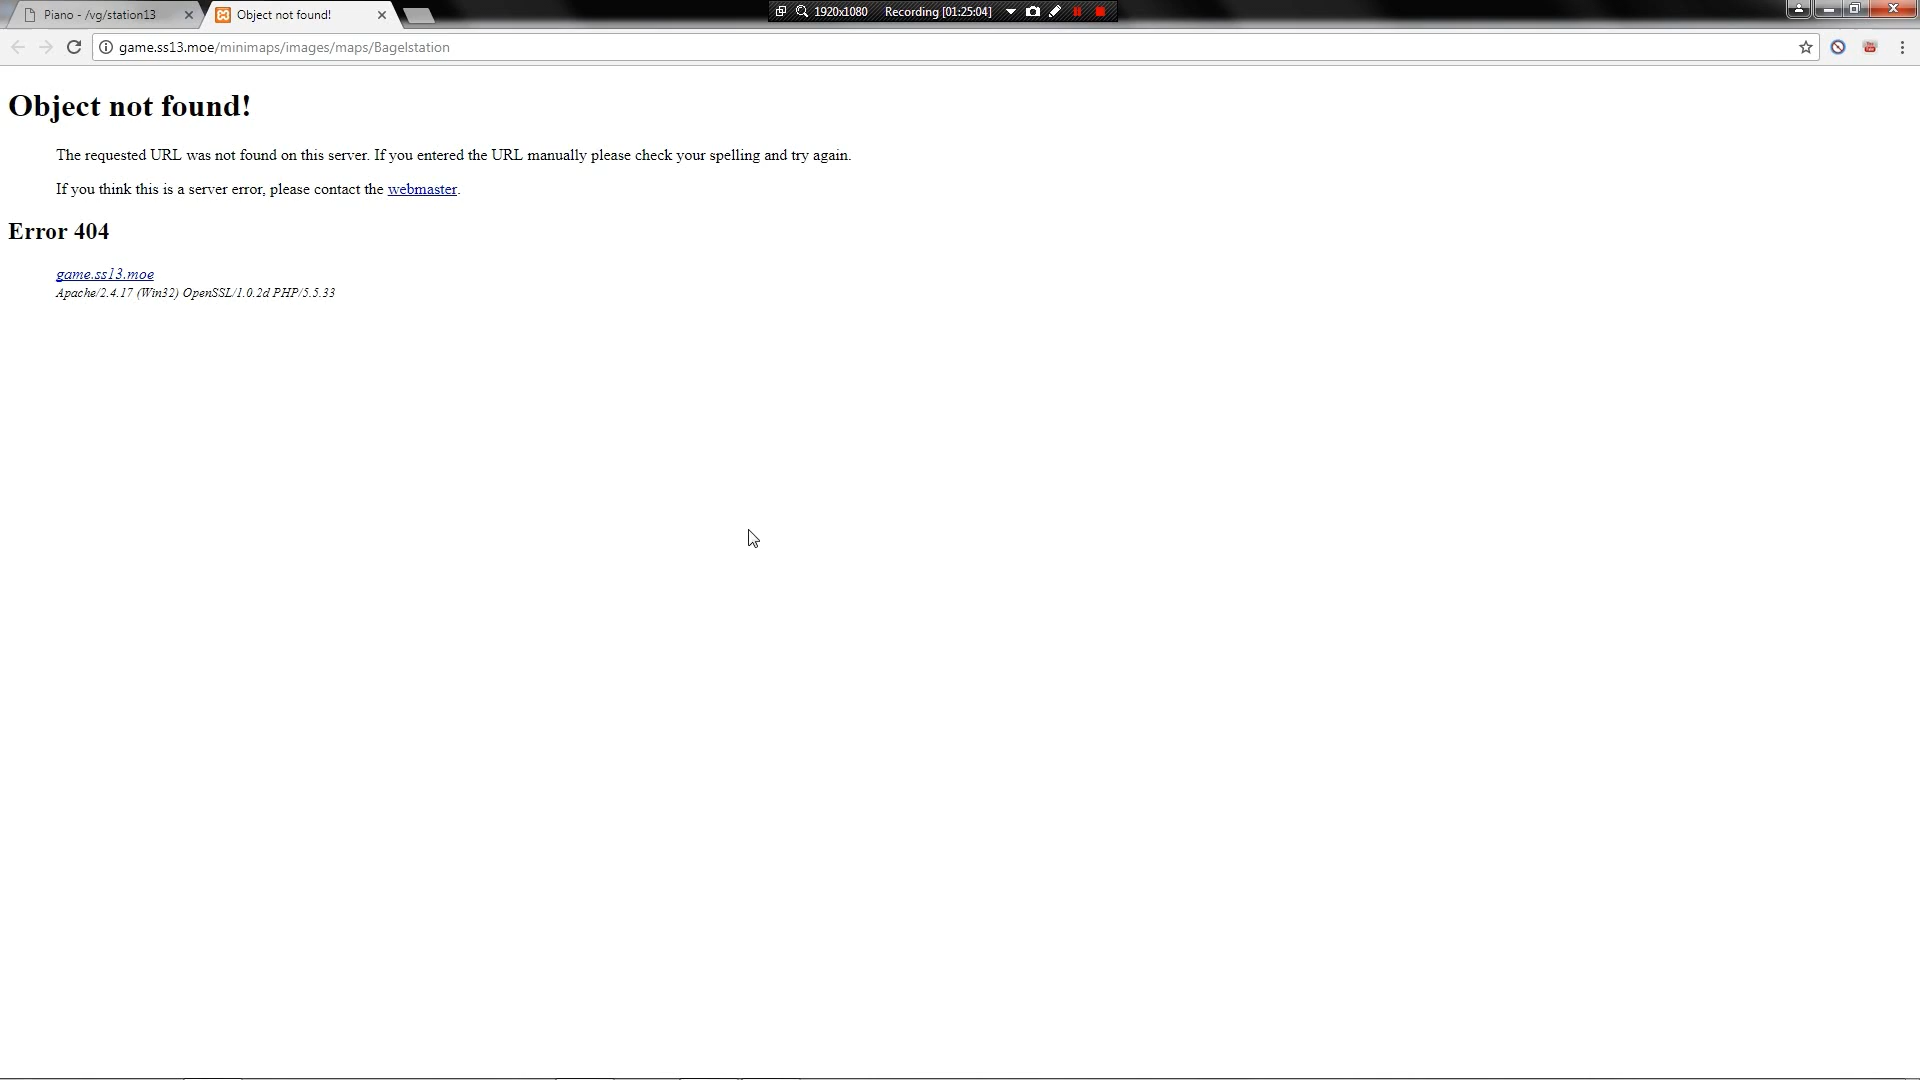 Piano - /vg/station13
Object not found!
1920x1080
Recording [01:25:04]
game.ss13.moe/minimaps/images/maps/Bagelstation
Object not found!
The requested URL was not found on this server. If you entered the URL manually please check your spelling and try again.
If you think this is a server error, please contact the webmaster.
Error 404
game.ss13.moe
Apache/2.4.17 (Win32) OpenSSL/1.0.2d PHP/5.5.33